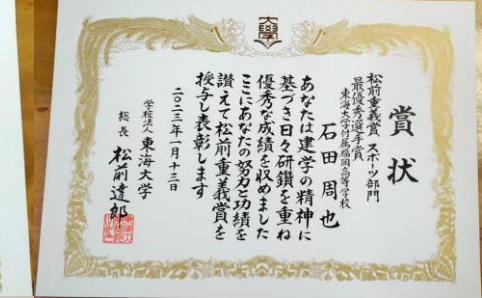 大學
賞状
松前重義賞 スポーツ部門
最優秀選手賞
東海大学付属福岡高等学校
石田周也
あなたは建学の精神に
基づき日々研鑽を重ね
優秀な成績を収めました
ここにあなたの努力と功績を
讃えて松前重義賞を
授与し表彰します
二〇二三年一月十三日
学校法人 東海大学
総長 松前達郎